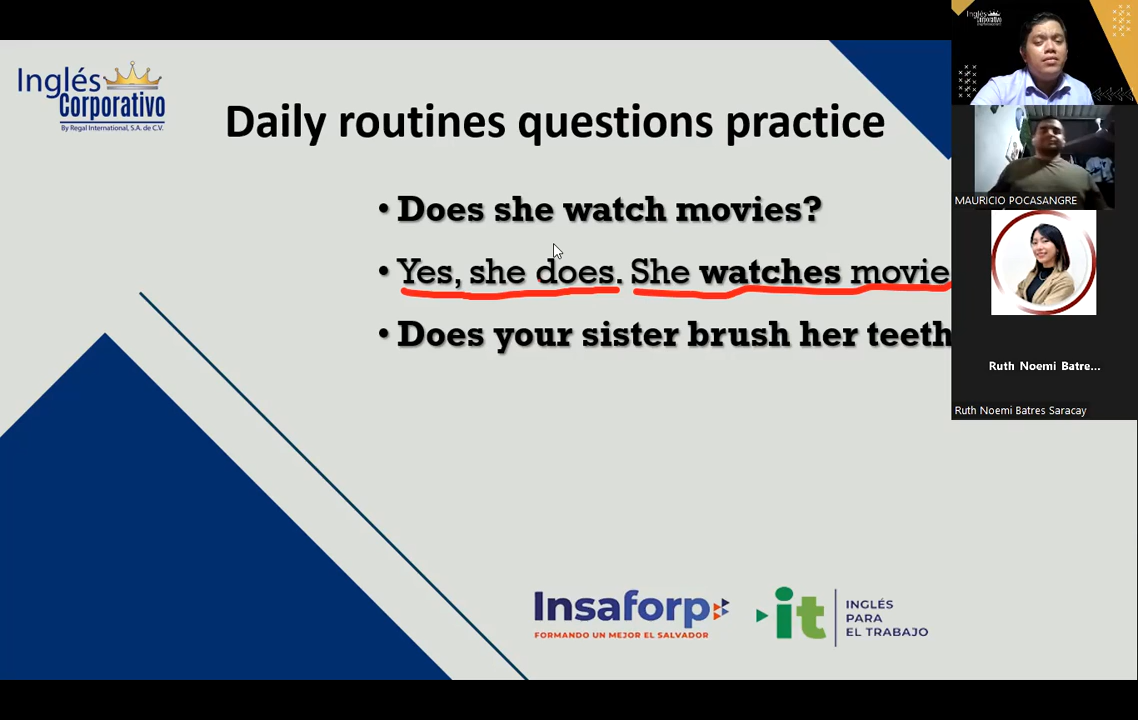 Inglés
Corporativo
By Regal International, S.A. de C.V.
Daily routines questions practice
• Does she watch movies?
• Yes, she does. She watches movie
• Does your sister brush her teeth
Insaforp
FORMANDO UN MEJOR EL SALVADOR
it
INGLÉS
PARA
EL TRABAJO
Inglés
Corporativo
MAURICIO POCASANGRE
Ruth Noemi Batre...
Ruth Noemi Batres Saracay